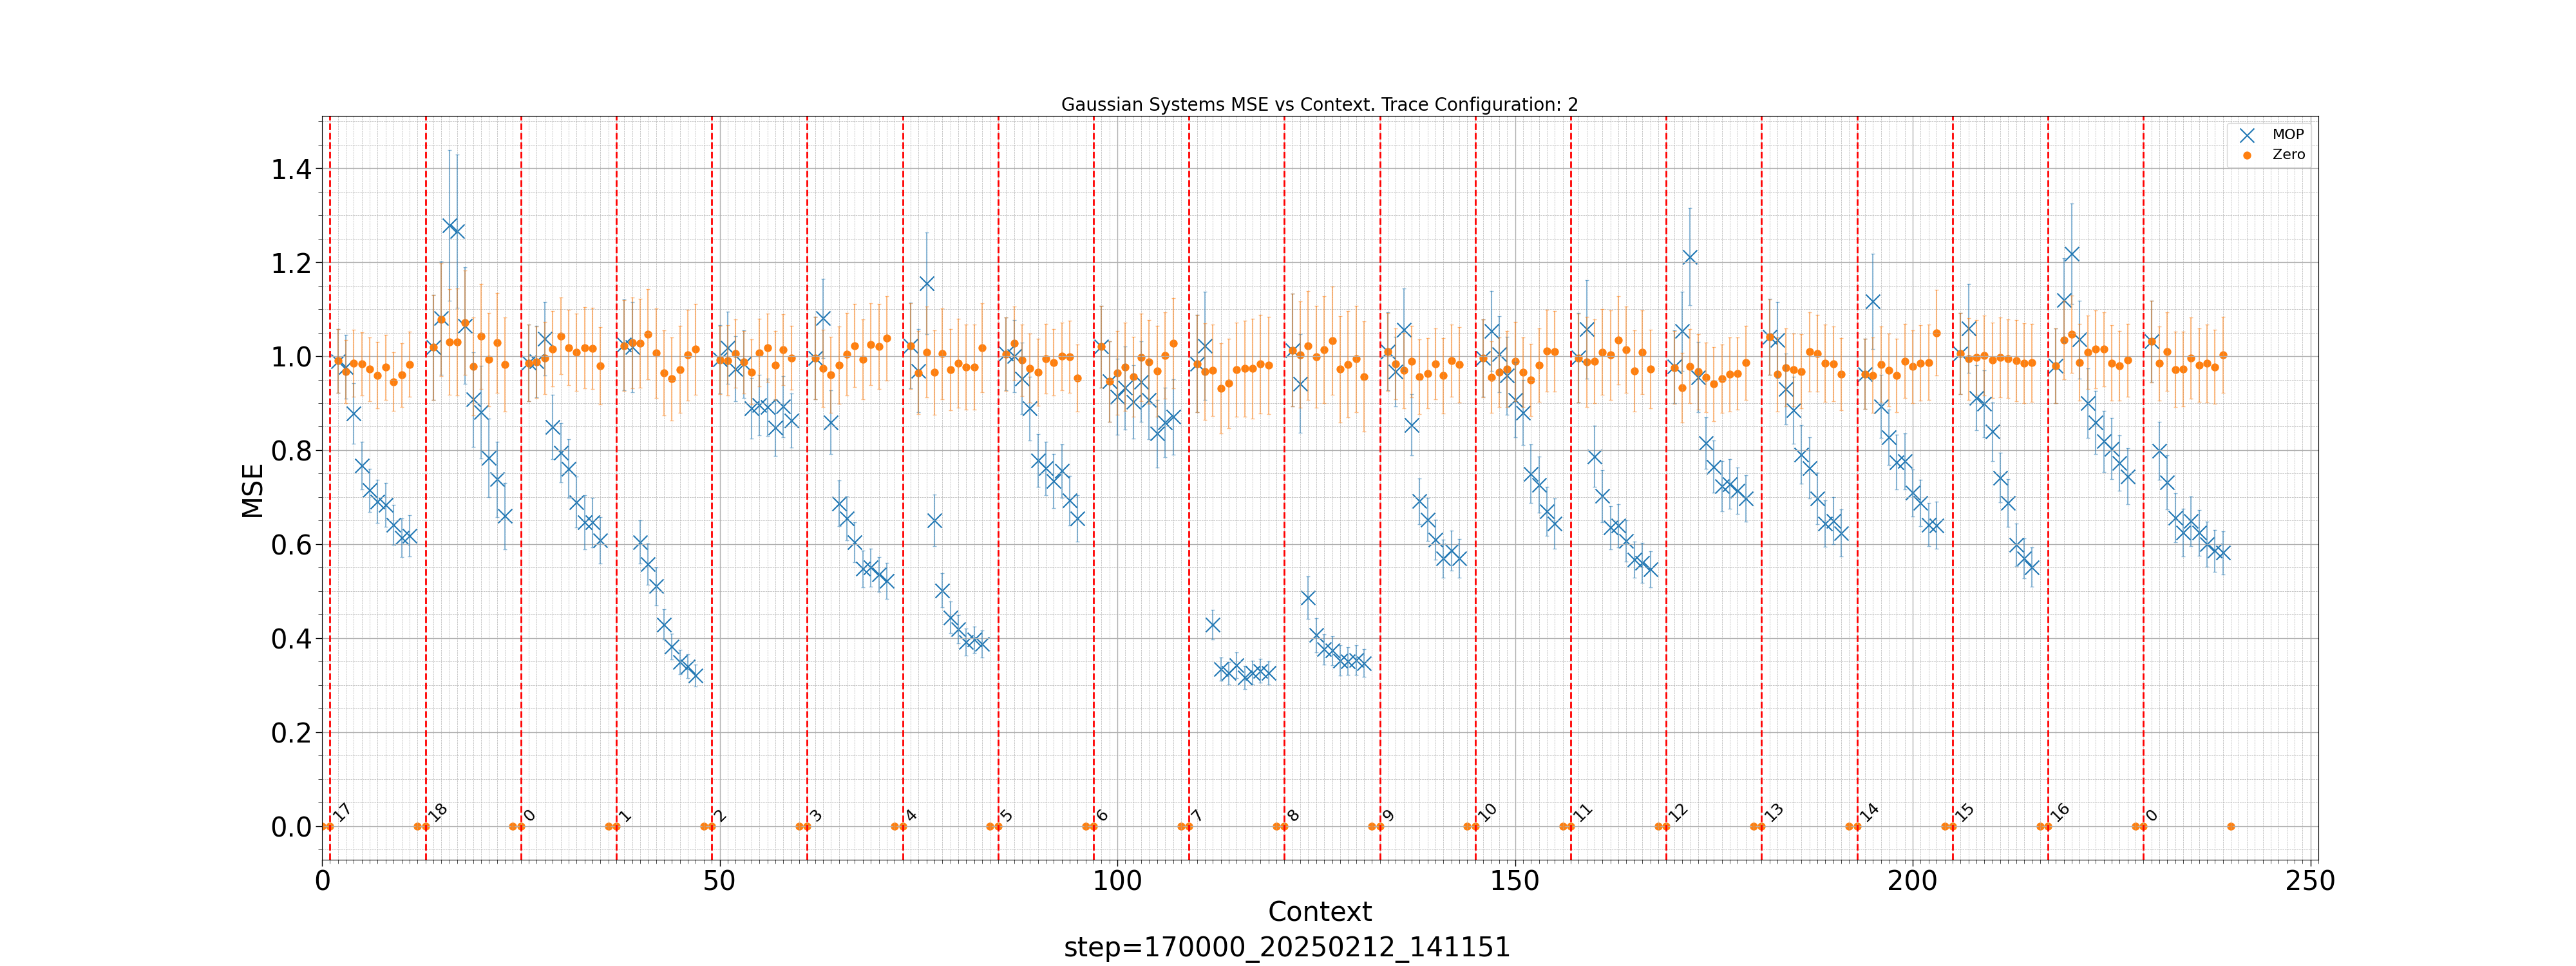 Gaussian Systems MSE vs Context. Trace Configuration: 2
MOP
Zero
MSE
1.4
1.2
1.0
0.8
0.6
0.4
0.2
0.0
17 18 0 1 2 3 4 5 6 7 8 9 10 11 12 13 14 15 16 0
0 50 100 150 200 250
Context
step=170000_20250212_141151